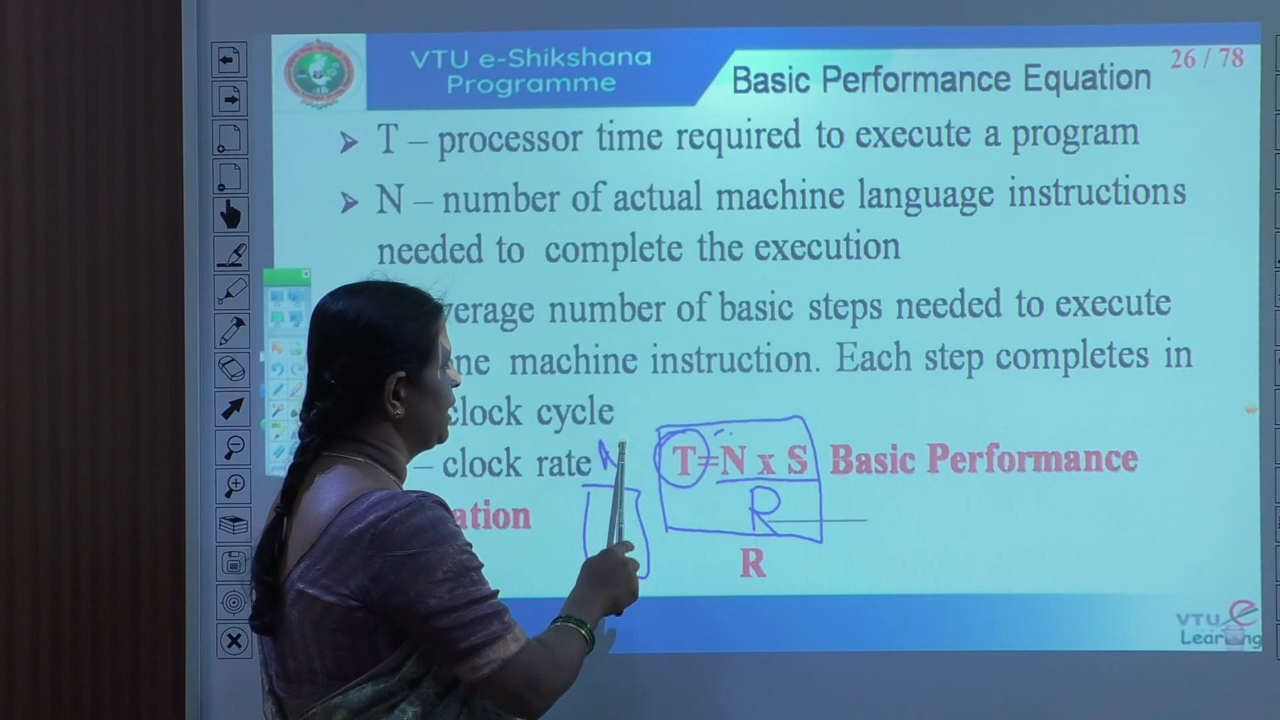 VTU e-Shikshana
Programme
Basic Performance Equation
26 / 78
➤ T – processor time required to execute a program
➤ N – number of actual machine language instructions
needed to complete the execution
verage number of basic steps needed to execute
ne machine instruction. Each step completes in
clock cycle
– clock rate
T=N x S Basic Performance
R
ation
R
VTU e
Learning